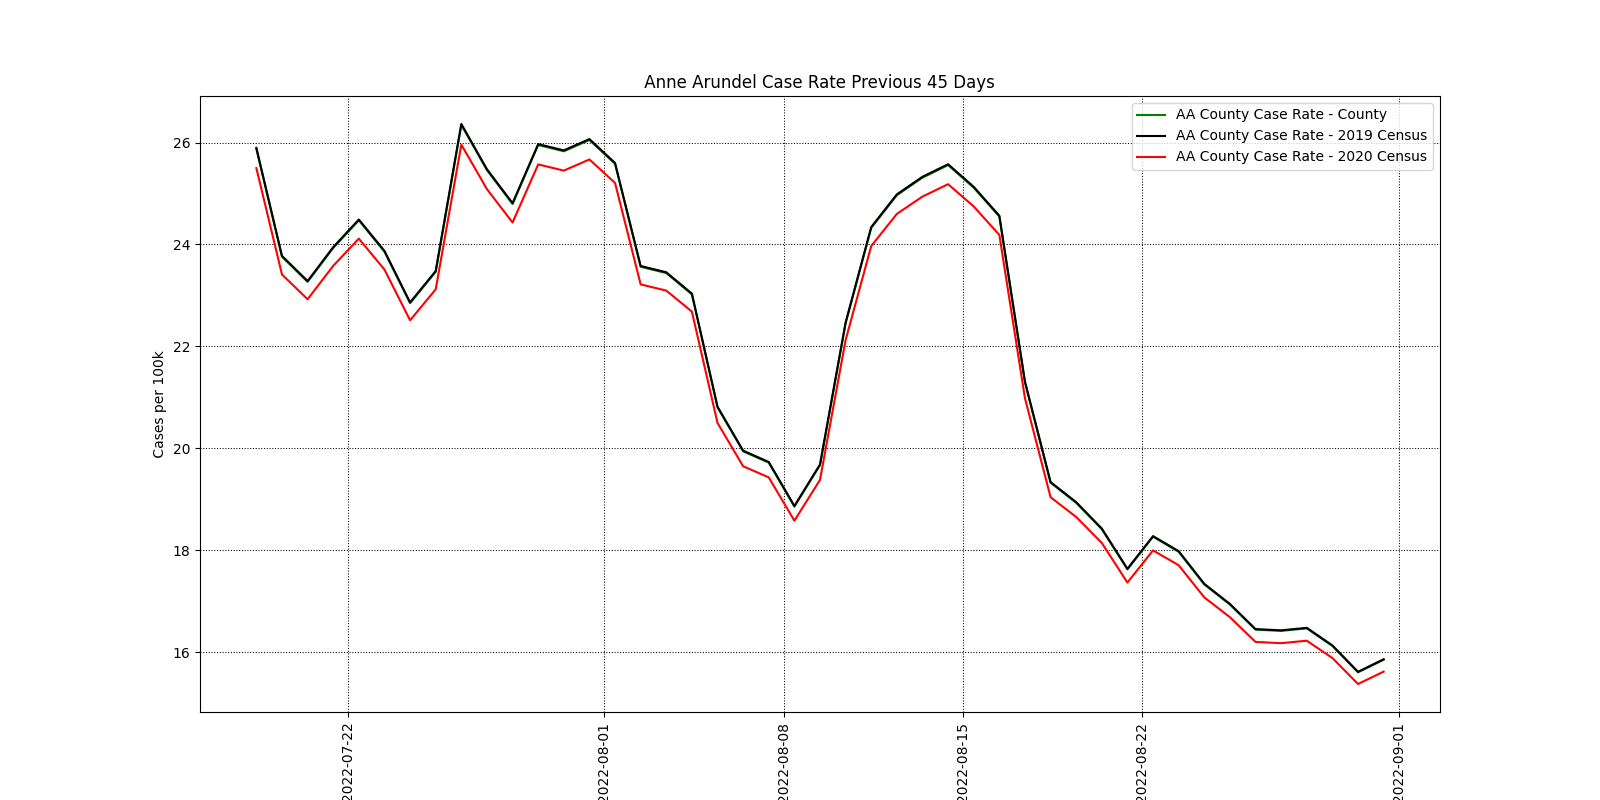 Anne Arundel Case Rate Previous 45 Days
AA County Case Rate - County
AA County Case Rate - 2019 Census
AA County Case Rate - 2020 Census
Cases per 100k
26
24
22
20
18
16
2022-07-22
2022-08-01
2022-08-08
2022-08-15
2022-08-22
2022-09-01